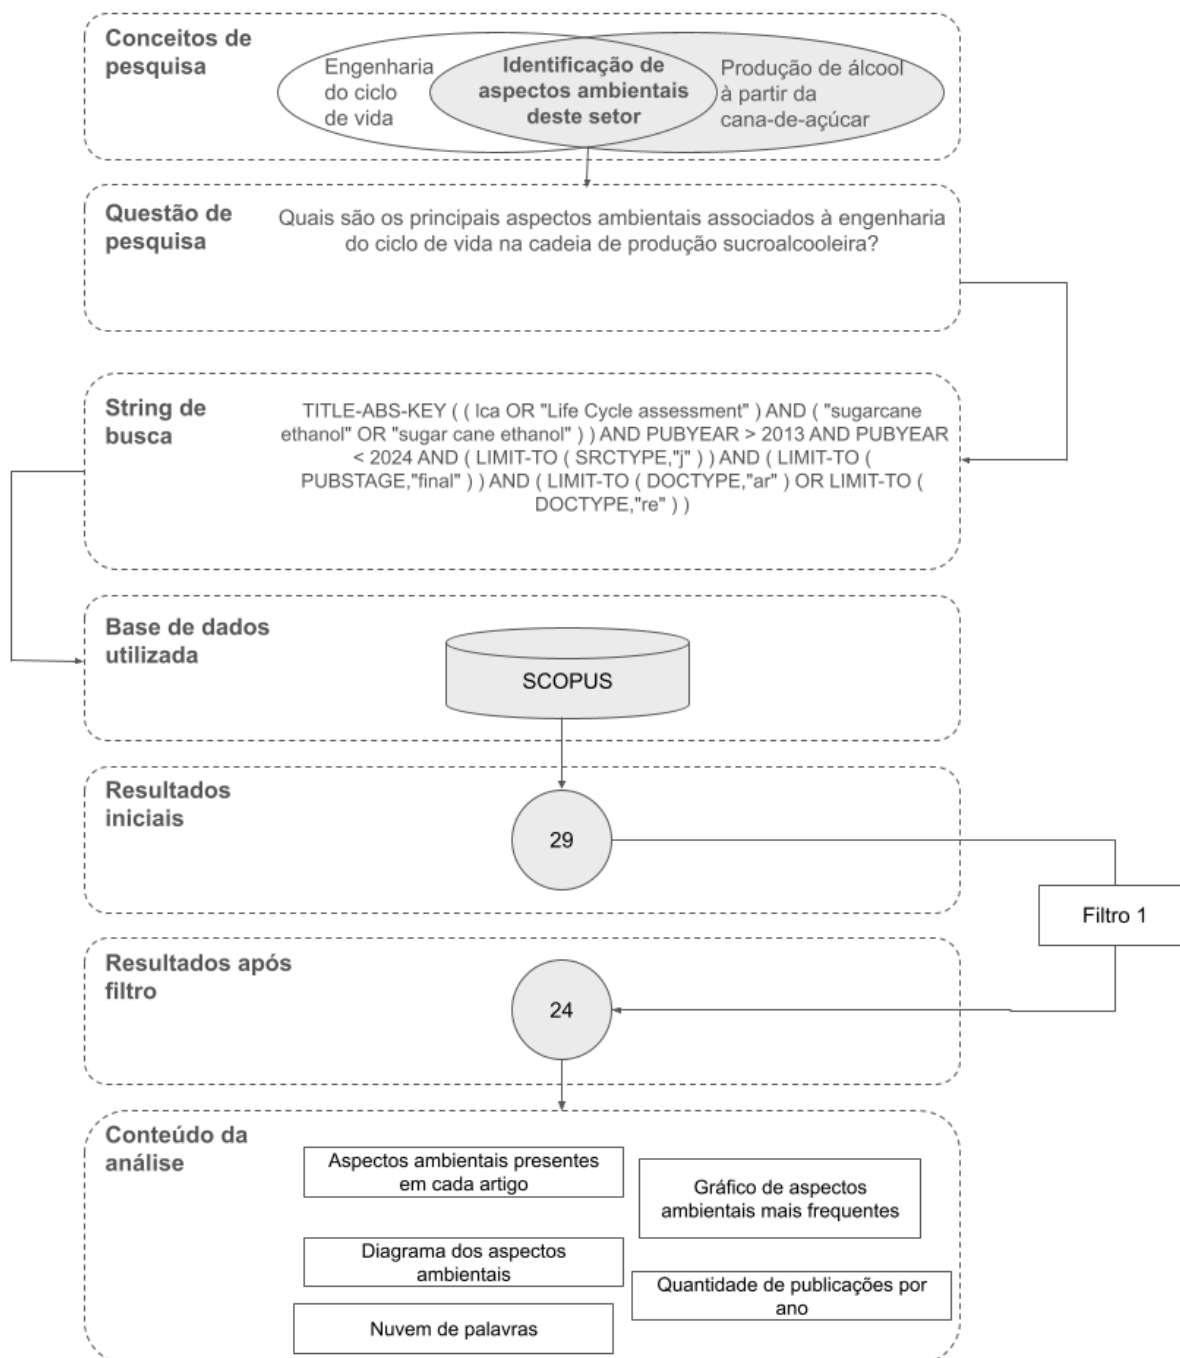 Conceitos de
pesquisa
Engenharia
do ciclo
de vida
Identificação de
aspectos ambientais
deste setor
Produção de álcool
à partir da
cana-de-açúcar
Questão de
pesquisa
Quais são os principais aspectos ambientais associados à engenharia
do ciclo de vida na cadeia de produção sucroalcooleira?
String de
busca
TITLE-ABS-KEY ( ( lca OR "Life Cycle assessment" ) AND ( "sugarcane
ethanol" OR "sugar cane ethanol" ) ) AND PUBYEAR > 2013 AND PUBYEAR
< 2024 AND ( LIMIT-TO ( SRCTYPE,"j" ) ) AND ( LIMIT-TO (
PUBSTAGE,"final" ) ) AND ( LIMIT-TO ( DOCTYPE,"ar" ) OR LIMIT-TO (
DOCTYPE,"re" ) )
Base de dados
utilizada
SCOPUS
Resultados
iniciais
29
Filtro 1
Resultados após
filtro
24
Conteúdo da
análise
Aspectos ambientais presentes
em cada artigo
Gráfico de aspectos
ambientais mais frequentes
Diagrama dos aspectos
ambientais
Quantidade de publicações por
ano
Nuvem de palavras